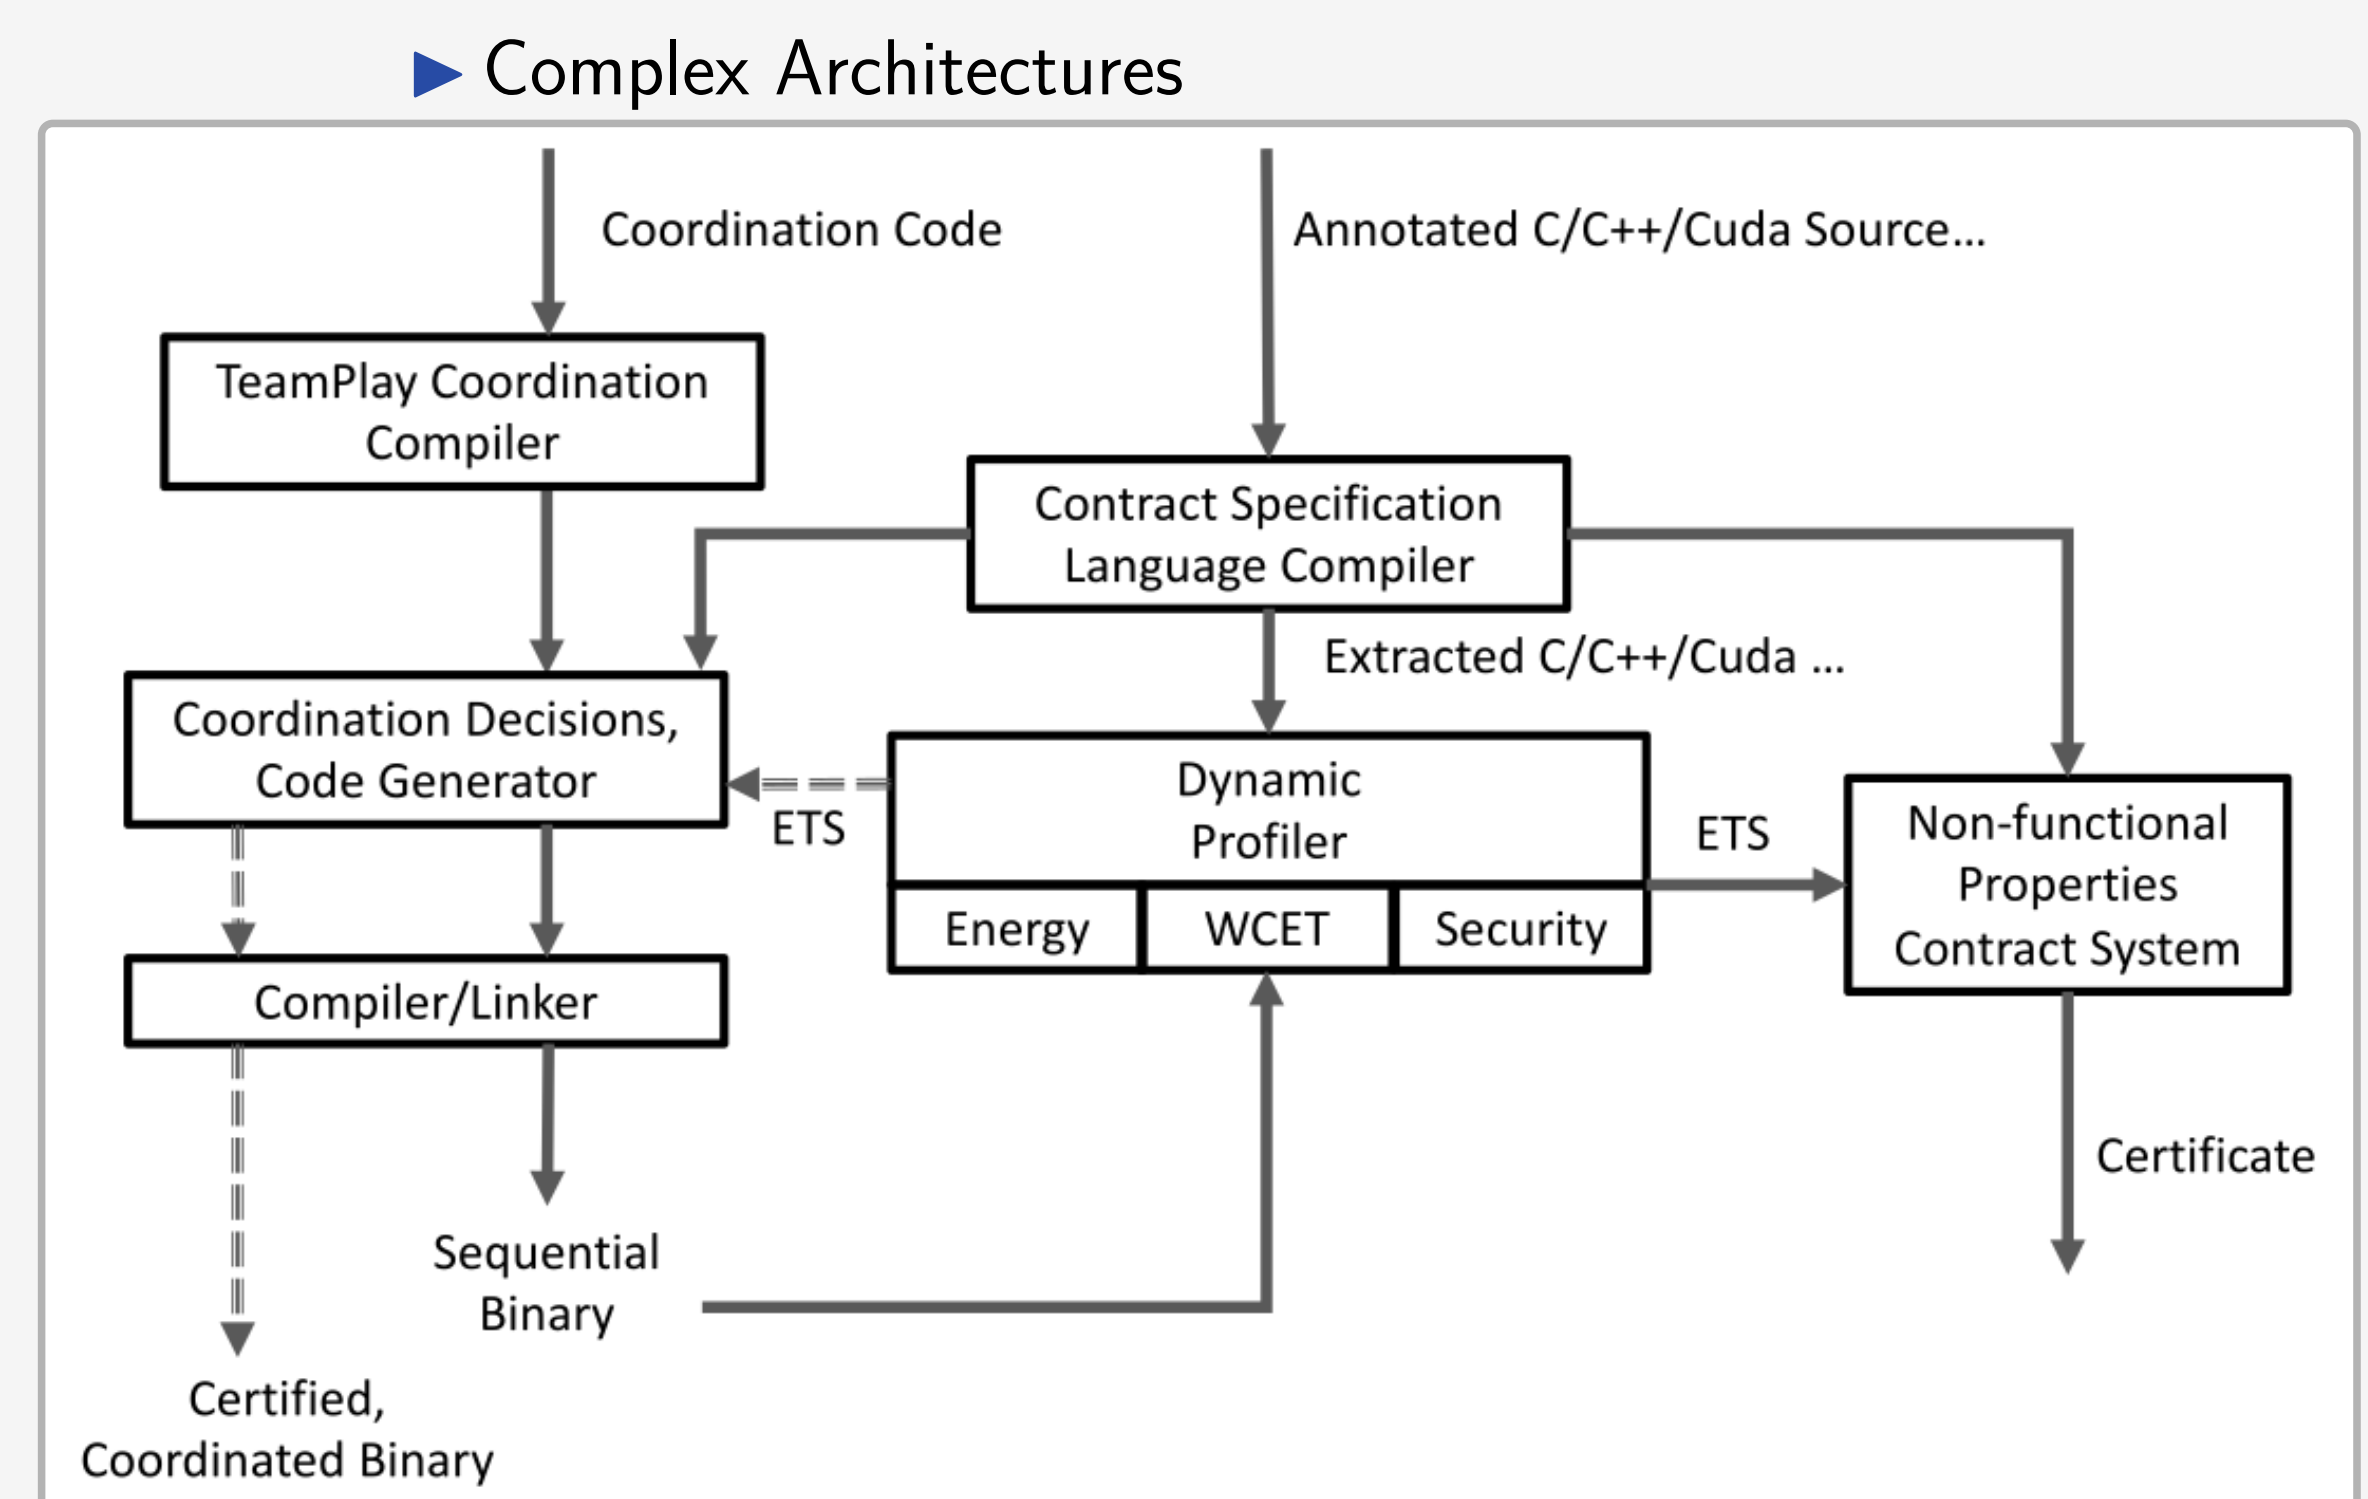 Complex Architectures
Coordination Code
Annotated C/C++/Cuda Source...
TeamPlay Coordination
Compiler
Contract Specification
Language Compiler
Extracted C/C++/Cuda ...
Coordination Decisions,
Code Generator
ETS
Dynamic
Profiler
Energy
WCET
Security
ETS
Non-functional
Properties
Contract System
Compiler/Linker
Certificate
Sequential
Binary
Certified,
Coordinated Binary